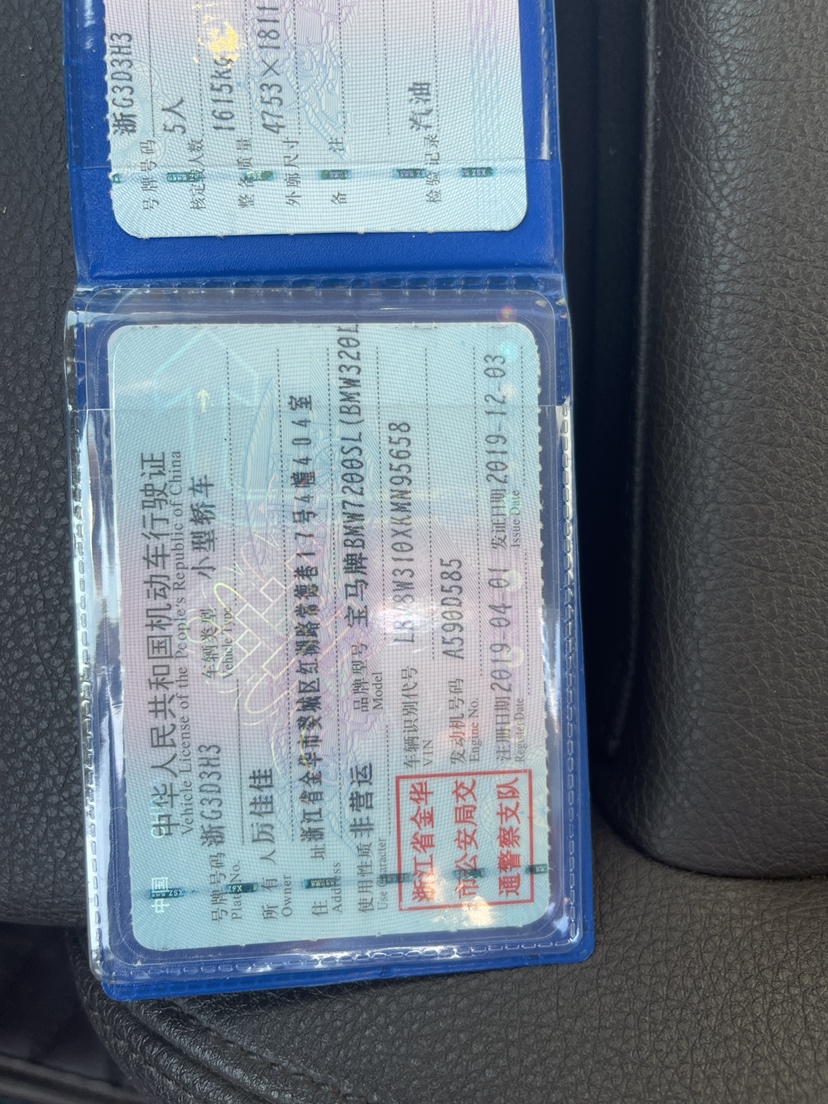 中华人民共和国机动车行驶证
Vehicle License of the People's Republic of China
号牌号码 浙G3D3H3 车辆类型 小型轿车
Plate No. Vehicle Type
所有人 厉佳佳
Owner
住址 浙江省金华市婺城区红湖路常德巷17号4幢404室
Address
使用性质 非营运 品牌型号 宝马牌BMW7200SL(BMW320L
Use Character Model
浙江省金华
市公安局交
通警察支队
车辆识别代号
VIN
发动机号码 A590D585
Engine No.
注册日期 2019-04-01 发证日期 2019-12-03
Register Date Issue Date
号牌号码 浙G3D3H3
核定载人数 5人
整备质量 1615kg
外廓尺寸 4753×1811
备注
检验记录 汽油